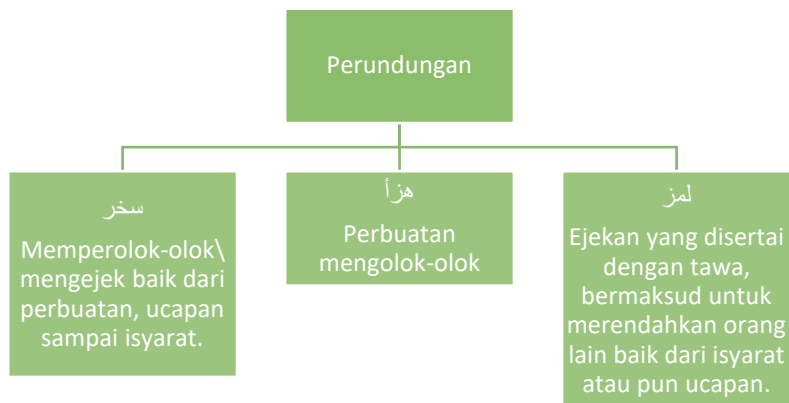 Perundungan
سخر
Memperolok-olok\
mengejek baik dari
perbuatan, ucapan
sampai isyarat.
هزأ
Perbuatan
mengolok-olok
لمز
Ejekan yang disertai
dengan tawa,
bermaksud untuk
merendahkan orang
lain baik dari isyarat
atau pun ucapan.